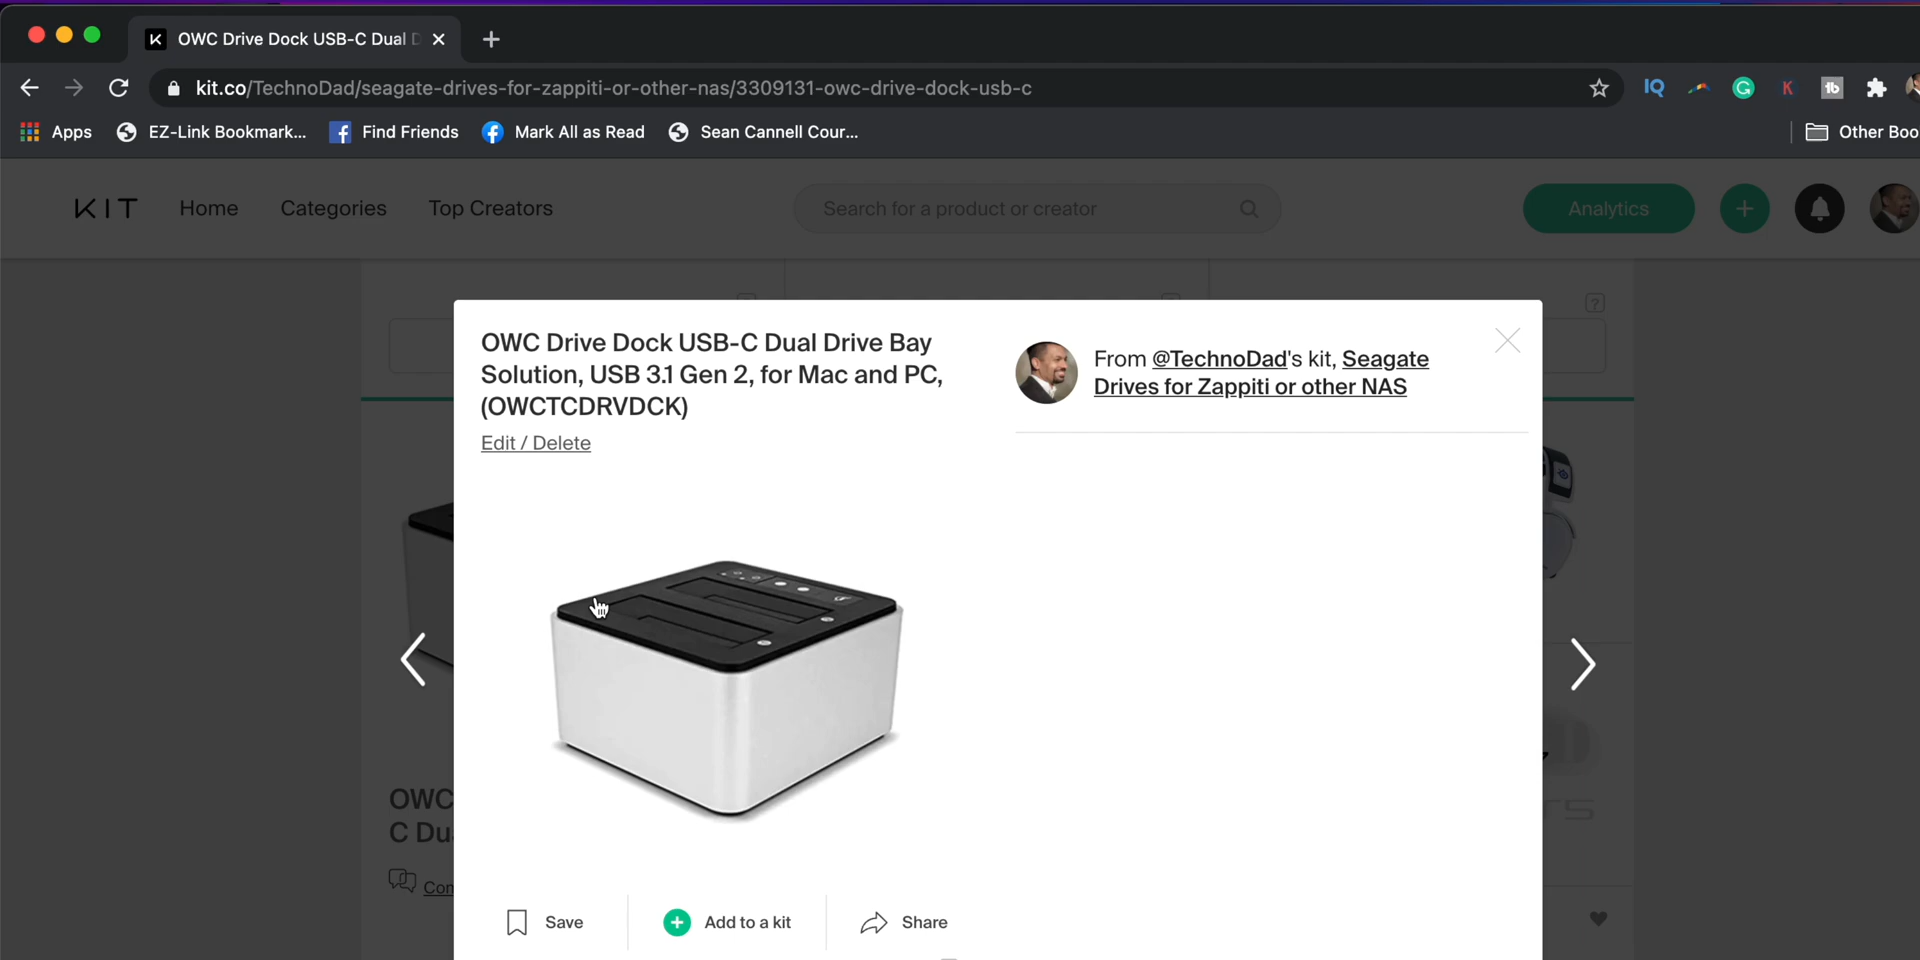 OWC Drive Dock USB-C Dual D
kit.co/TechnoDad/seagate-drives-for-zappiti-or-other-nas/3309131-owc-drive-dock-usb-c
IQ
G
K
tb
Apps
EZ-Link Bookmark...
Find Friends
Mark All as Read
Sean Cannell Cour...
Other Boo
KIT
Home
Categories
Top Creators
Search for a product or creator
Analytics
OWC Drive Dock USB-C Dual Drive Bay
Solution, USB 3.1 Gen 2, for Mac and PC,
(OWCTCDRVDCK)
Edit / Delete
From @TechnoDad's kit, Seagate
Drives for Zappiti or other NAS
OWC
C Du
Con
Save
Add to a kit
Share